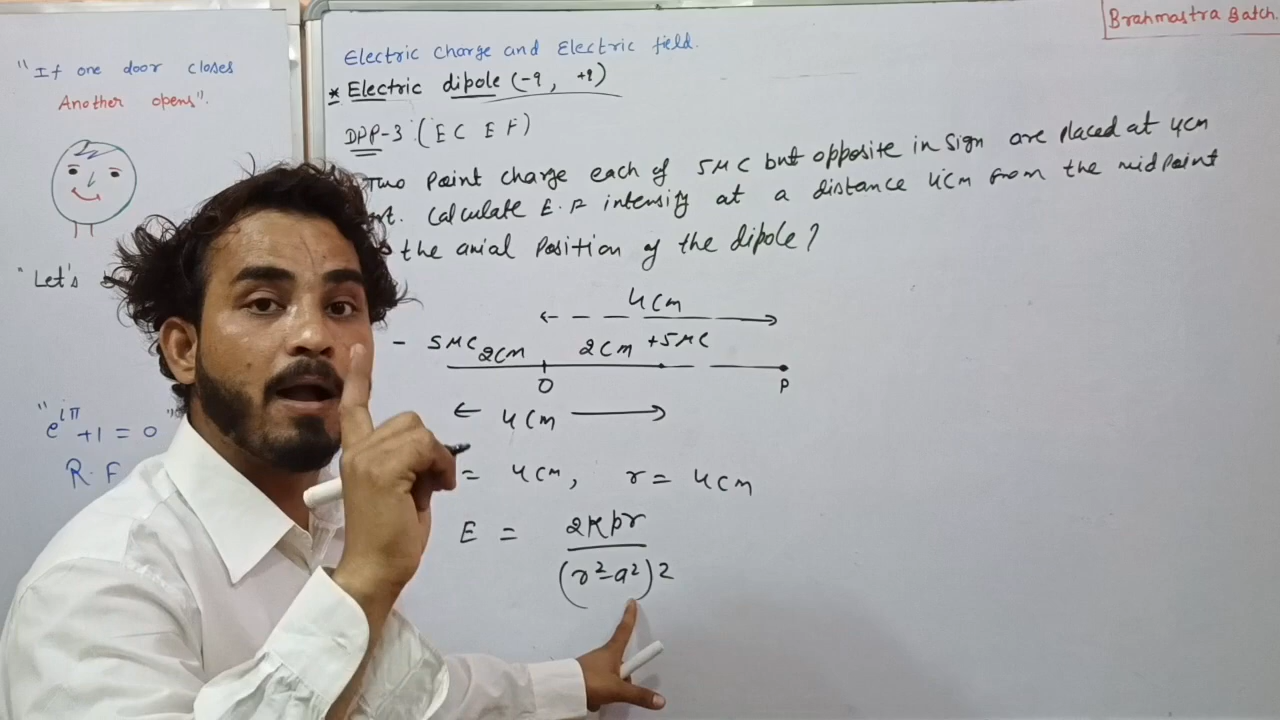 Brahmastra Batch
"If one door closes
Another opens".
"Let's
"e^iπ +1 = 0"
R. F
Electric Charge and Electric field.
* Electric dipole (-q, +q)
DPP-3 : (E C E F)
Two Point charge each of 5μC but opposite in Sign are placed at 4cm
Calculate E.F intensity at a distance 4cm from the midpoint
the axial Position of the dipole?
4cm
- 5μC 2cm 2cm +5μC
O P
4cm
= 4cm, r = 4cm
E = 2Kpr
(r²-a²)2